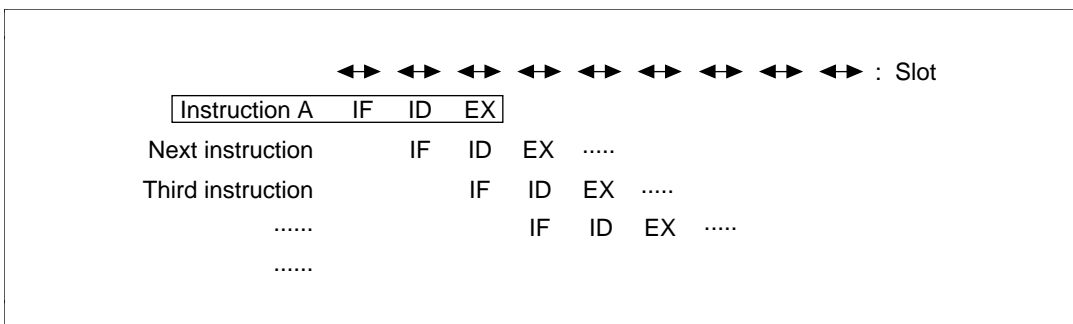 : Slot
Instruction A IF ID EX
Next instruction IF ID EX .....
Third instruction IF ID EX .....
...... IF ID EX .....
......